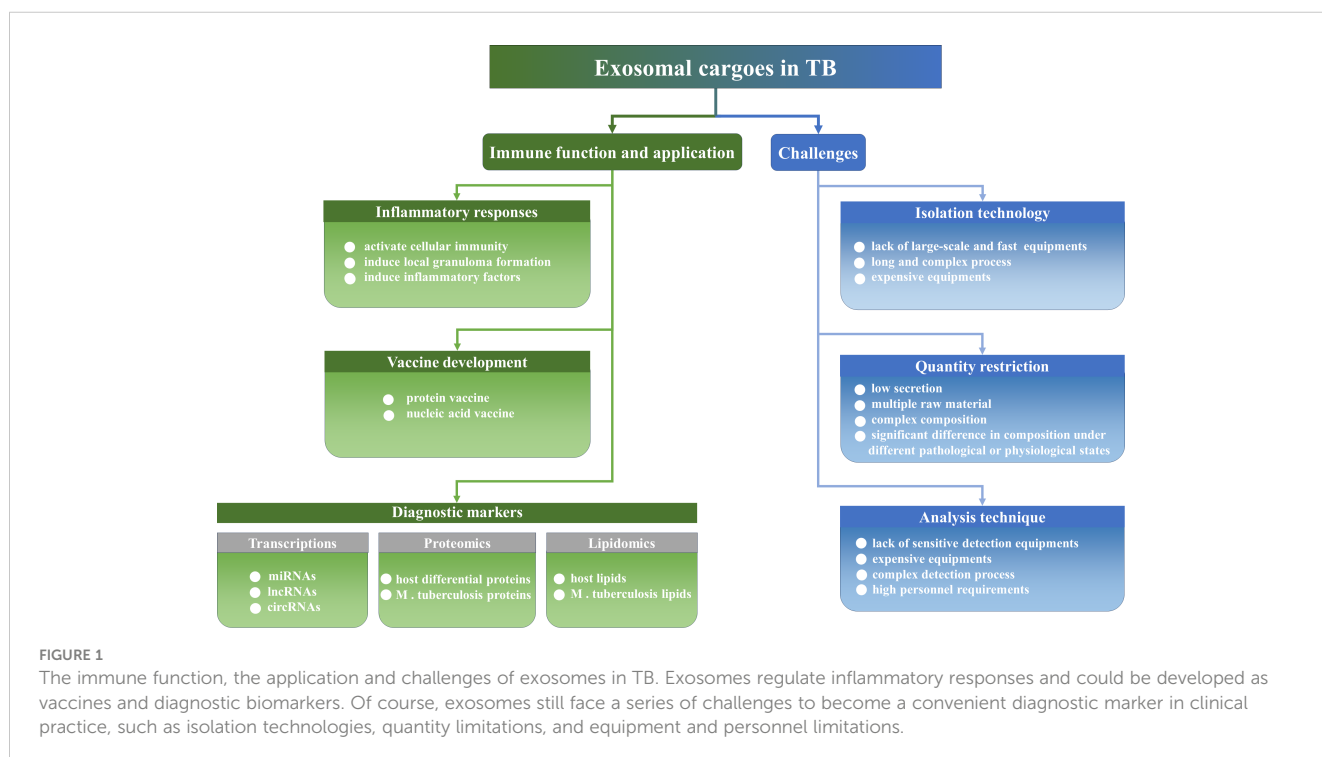 Exosomal cargoes in TB
Immune function and application
Challenges
Inflammatory responses
activate cellular immunity
induce local granuloma formation
induce inflammatory factors
Vaccine development
protein vaccine
nucleic acid vaccine
Diagnostic markers
Transcriptions
miRNAs
lncRNAs
circRNAs
Proteomics
host differential proteins
M . tuberculosis proteins
Lipidomics
host lipids
M . tuberculosis lipids
Isolation technology
lack of large-scale and fast equipments
long and complex process
expensive equipments
Quantity restriction
low secretion
multiple raw material
complex composition
significant difference in composition under
different pathological or physiological states
Analysis technique
lack of sensitive detection equipments
expensive equipments
complex detection process
high personnel requirements
FIGURE 1
The immune function, the application and challenges of exosomes in TB. Exosomes regulate inflammatory responses and could be developed as
vaccines and diagnostic biomarkers. Of course, exosomes still face a series of challenges to become a convenient diagnostic marker in clinical
practice, such as isolation technologies, quantity limitations, and equipment and personnel limitations.